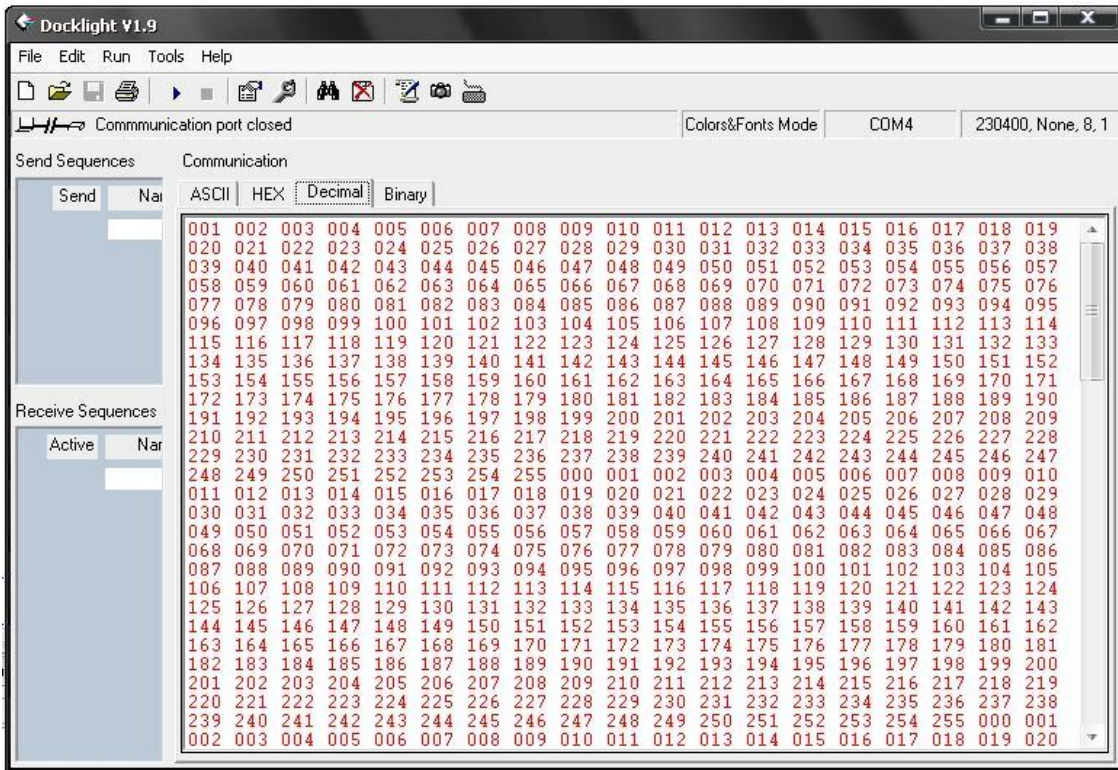 Docklight V1.9
File Edit Run Tools Help
Commmunication port closed Colors&Fonts Mode COM4 230400, None, 8, 1
Send Sequences
Send Nar
Communication
ASCII HEX Decimal Binary
001 002 003 004 005 006 007 008 009 010 011 012 013 014 015 016 017 018 019
020 021 022 023 024 025 026 027 028 029 030 031 032 033 034 035 036 037 038
039 040 041 042 043 044 045 046 047 048 049 050 051 052 053 054 055 056 057
058 059 060 061 062 063 064 065 066 067 068 069 070 071 072 073 074 075 076
077 078 079 080 081 082 083 084 085 086 087 088 089 090 091 092 093 094 095
096 097 098 099 100 101 102 103 104 105 106 107 108 109 110 111 112 113 114
115 116 117 118 119 120 121 122 123 124 125 126 127 128 129 130 131 132 133
134 135 136 137 138 139 140 141 142 143 144 145 146 147 148 149 150 151 152
153 154 155 156 157 158 159 160 161 162 163 164 165 166 167 168 169 170 171
172 173 174 175 176 177 178 179 180 181 182 183 184 185 186 187 188 189 190
191 192 193 194 195 196 197 198 199 200 201 202 203 204 205 206 207 208 209
210 211 212 213 214 215 216 217 218 219 220 221 222 223 224 225 226 227 228
229 230 231 232 233 234 235 236 237 238 239 240 241 242 243 244 245 246 247
248 249 250 251 252 253 254 255 000 001 002 003 004 005 006 007 008 009 010
011 012 013 014 015 016 017 018 019 020 021 022 023 024 025 026 027 028 029
030 031 032 033 034 035 036 037 038 039 040 041 042 043 044 045 046 047 048
049 050 051 052 053 054 055 056 057 058 059 060 061 062 063 064 065 066 067
068 069 070 071 072 073 074 075 076 077 078 079 080 081 082 083 084 085 086
087 088 089 090 091 092 093 094 095 096 097 098 099 100 101 102 103 104 105
106 107 108 109 110 111 112 113 114 115 116 117 118 119 120 121 122 123 124
125 126 127 128 129 130 131 132 133 134 135 136 137 138 139 140 141 142 143
144 145 146 147 148 149 150 151 152 153 154 155 156 157 158 159 160 161 162
163 164 165 166 167 168 169 170 171 172 173 174 175 176 177 178 179 180 181
182 183 184 185 186 187 188 189 190 191 192 193 194 195 196 197 198 199 200
201 202 203 204 205 206 207 208 209 210 211 212 213 214 215 216 217 218 219
220 221 222 223 224 225 226 227 228 229 230 231 232 233 234 235 236 237 238
239 240 241 242 243 244 245 246 247 248 249 250 251 252 253 254 255 000 001
002 003 004 005 006 007 008 009 010 011 012 013 014 015 016 017 018 019 020
Receive Sequences
Active Nar